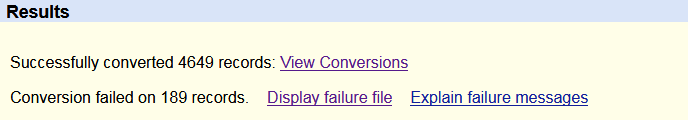 Results
Successfully converted 4649 records: View Conversions
Conversion failed on 189 records. Display failure file Explain failure messages